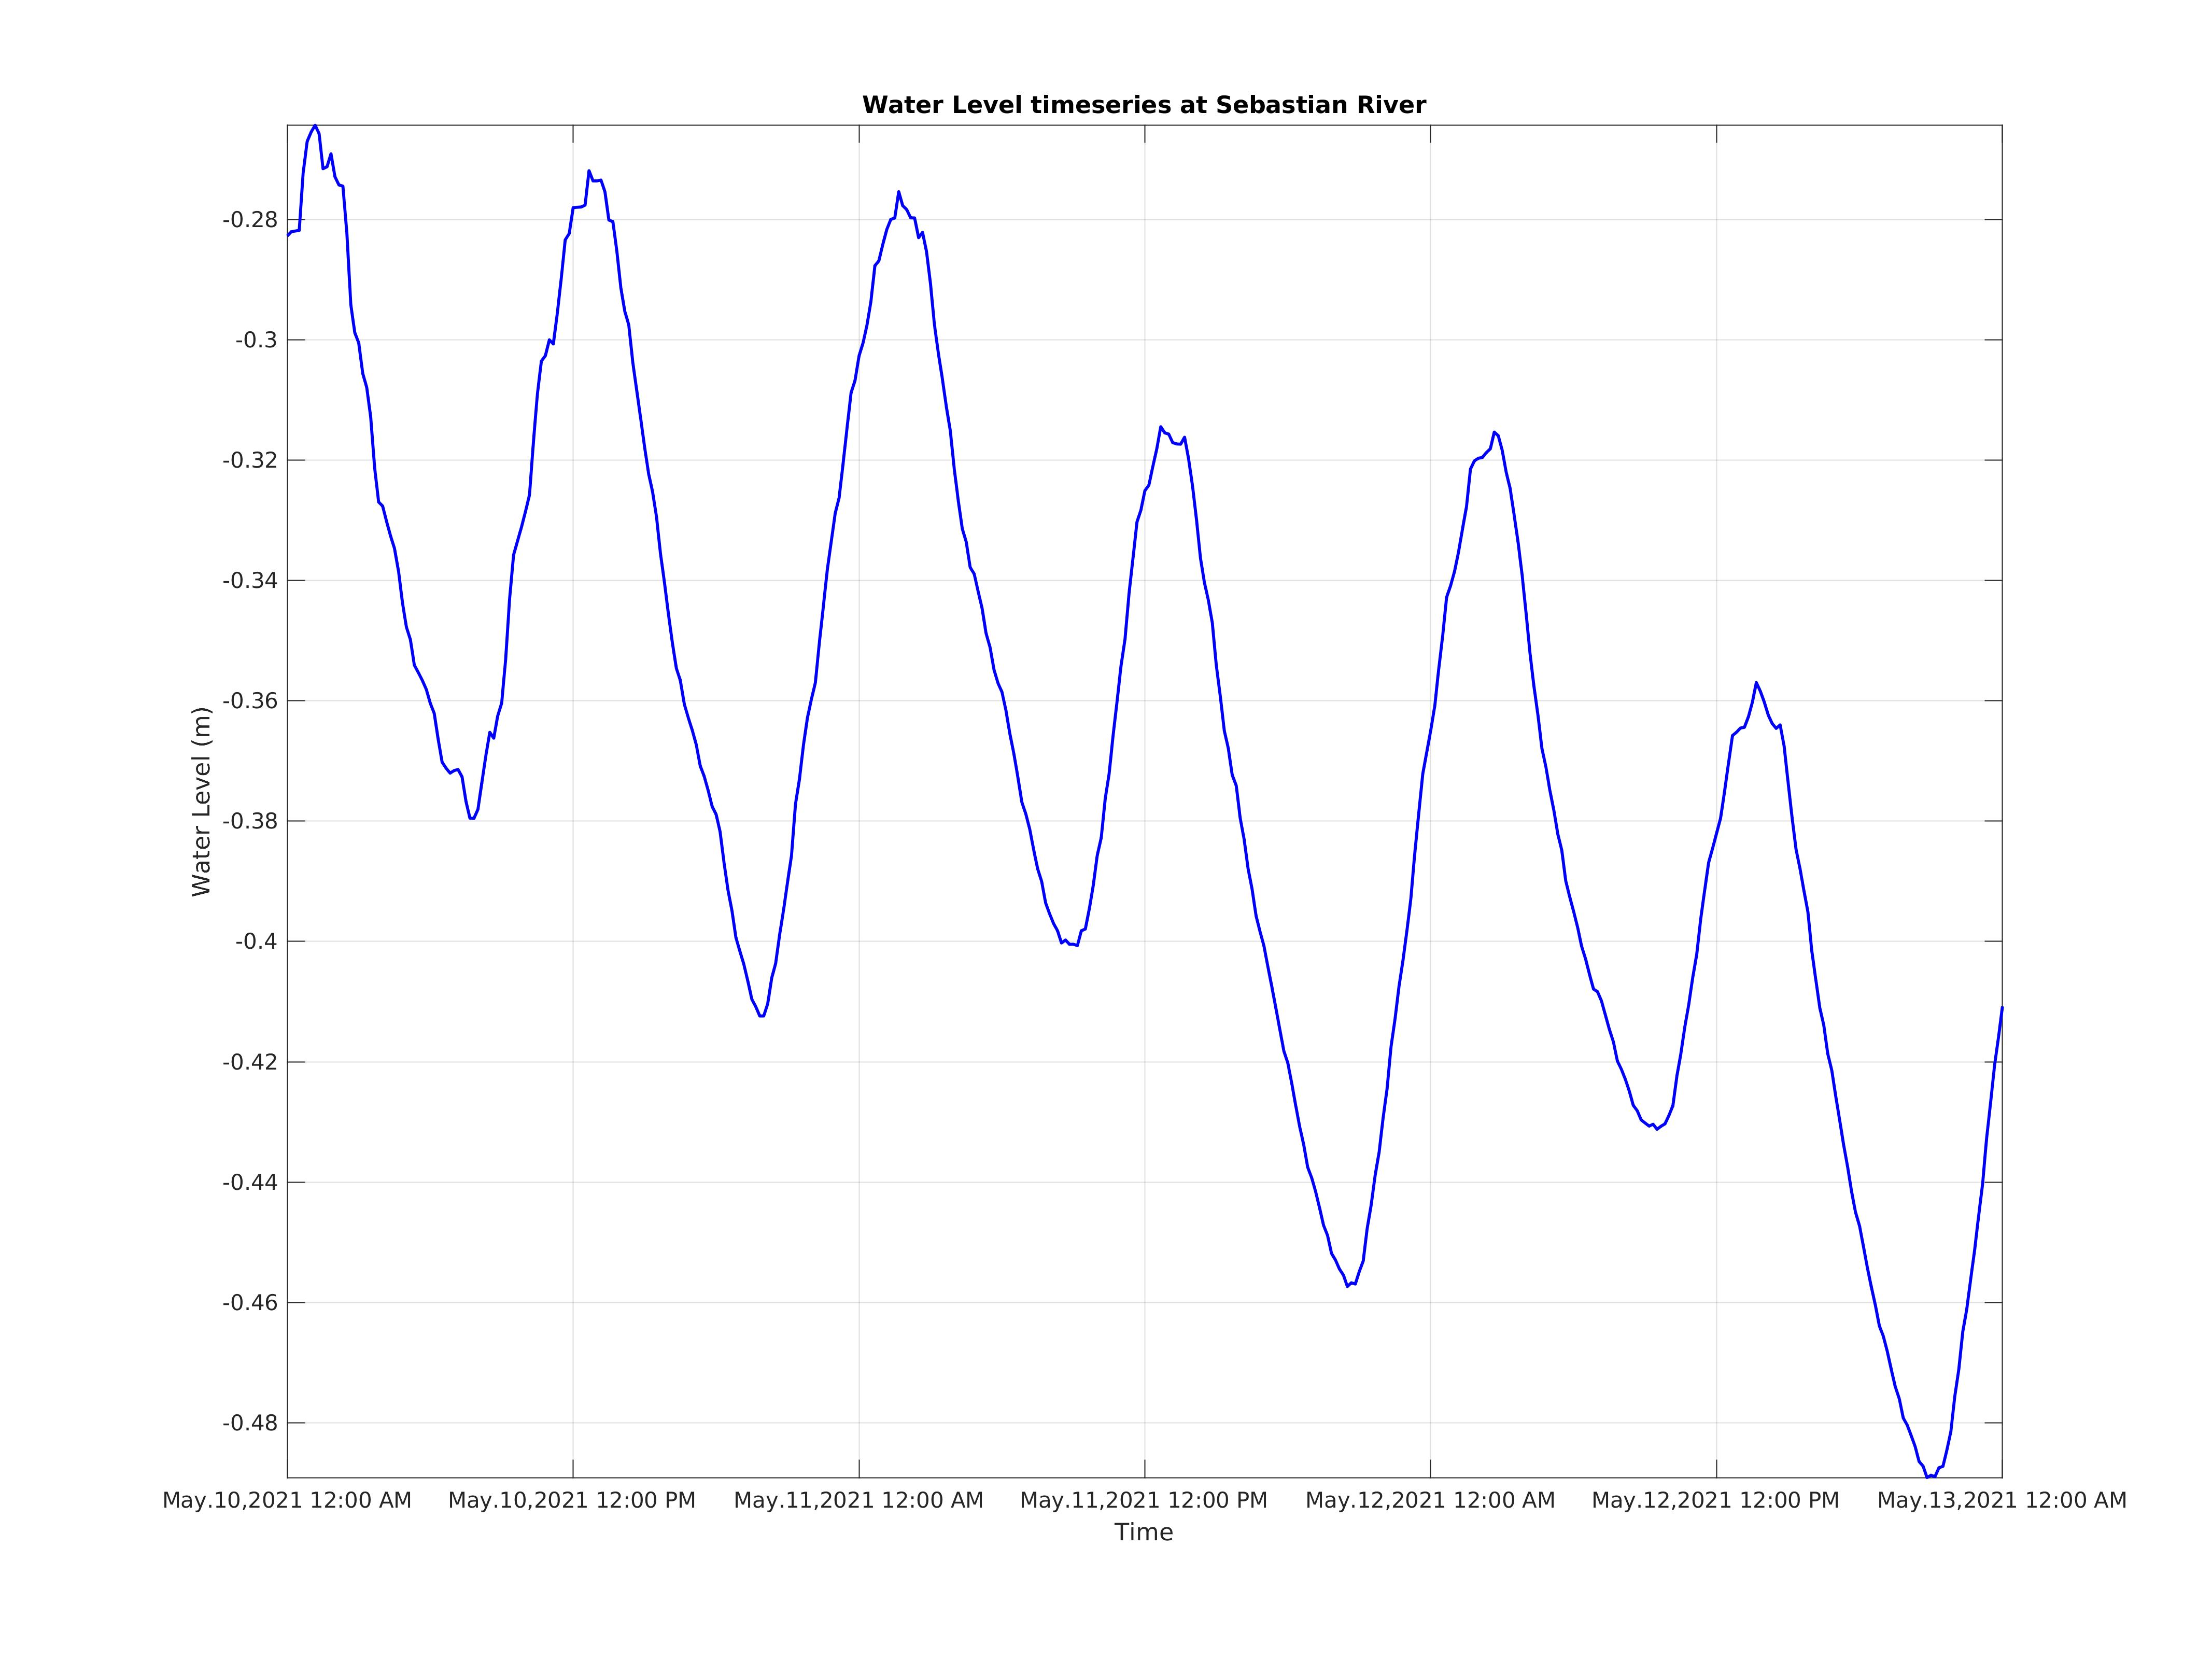 Water Level timeseries at Sebastian River
-0.28
-0.3
-0.32
-0.34
-0.36
-0.38
-0.4
-0.42
-0.44
-0.46
-0.48
Water Level (m)
May.10,2021 12:00 AM May.10,2021 12:00 PM May.11,2021 12:00 AM May.11,2021 12:00 PM May.12,2021 12:00 AM May.12,2021 12:00 PM May.13,2021 12:00 AM
Time